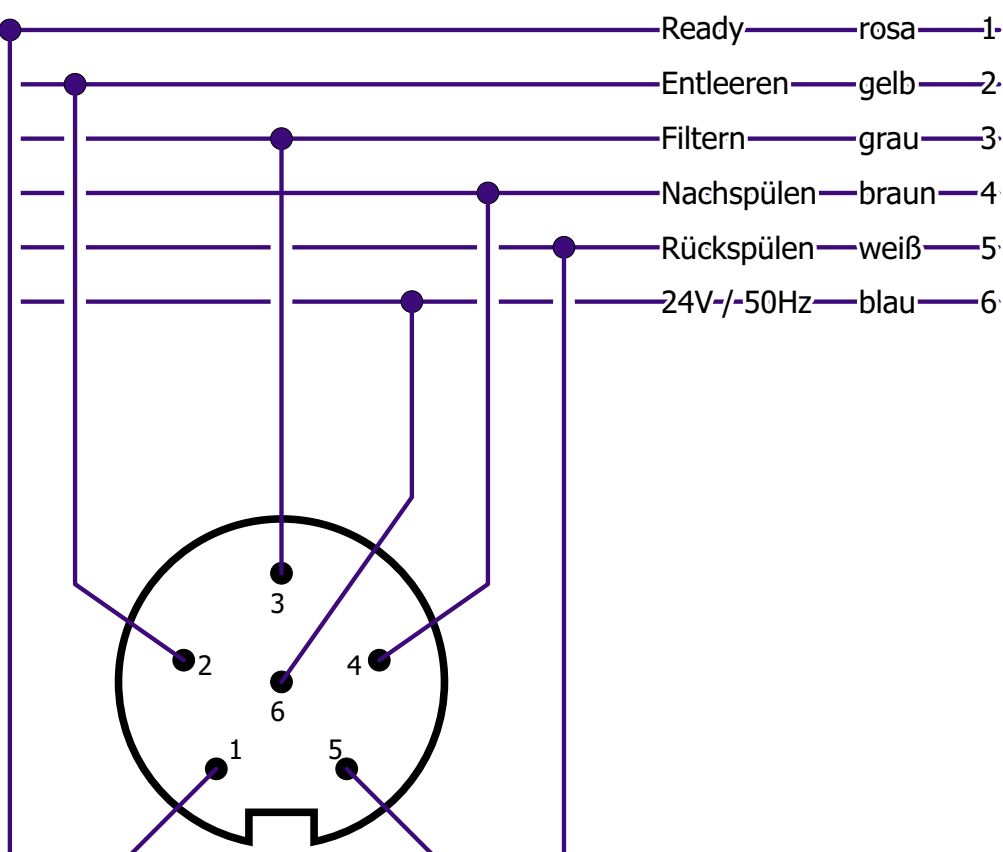 Ready rosa 1
Entleeren gelb 2
Filtern grau 3
Nachspülen braun 4
Rückspülen weiß 5
24V / 50Hz blau 6
3
2 4
6
1 5